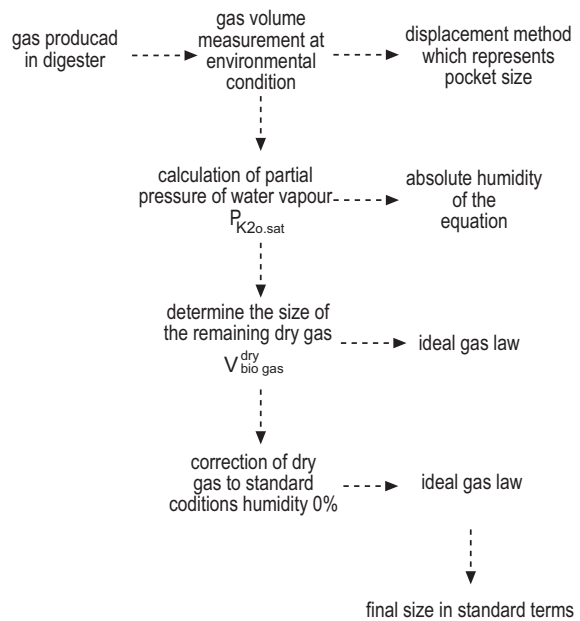 gas producad
in digester
gas volume
measurement at
environmental
condition
displacement method
which represents
pocket size
calculation of partial
pressure of water vapour
P K2o.sat
absolute humidity
of the
equation
determine the size of
the remaining dry gas
V dry bio gas
ideal gas law
correction of dry
gas to standard
coditions humidity 0%
ideal gas law
final size in standard terms